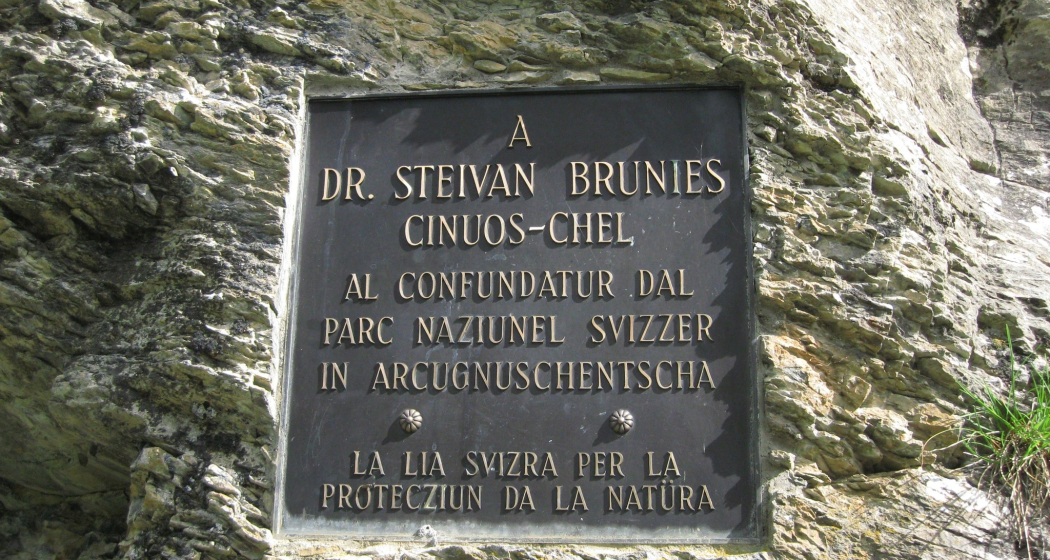 A
DR. STEIVAN BRUNIES
CINUOS-CHEL
AL CONFUNDATUR DAL
PARC NAZIUNEL SVIZZER
IN ARCUGNUSCHENTSCHA
LA LIA SVIZRA PER LA
PROTECZIUN DA LA NATÜRA